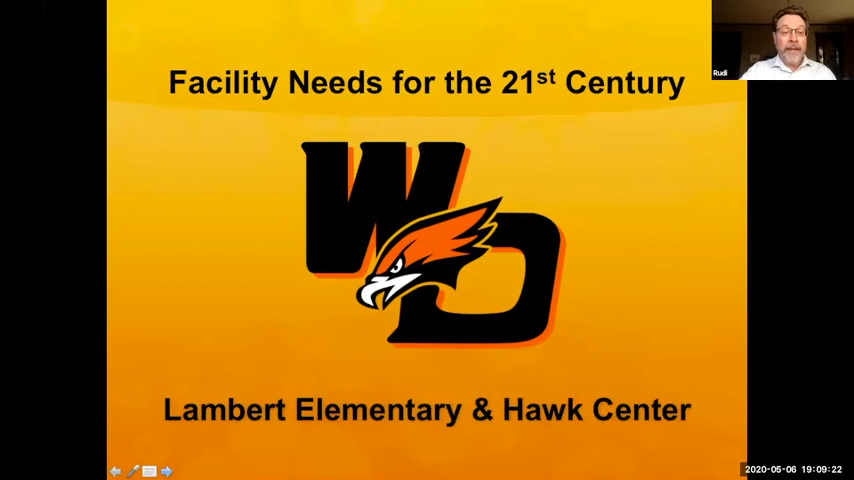 Facility Needs for the 21st Century
Rudi
WD
Lambert Elementary & Hawk Center
2020-05-06 19:09:22